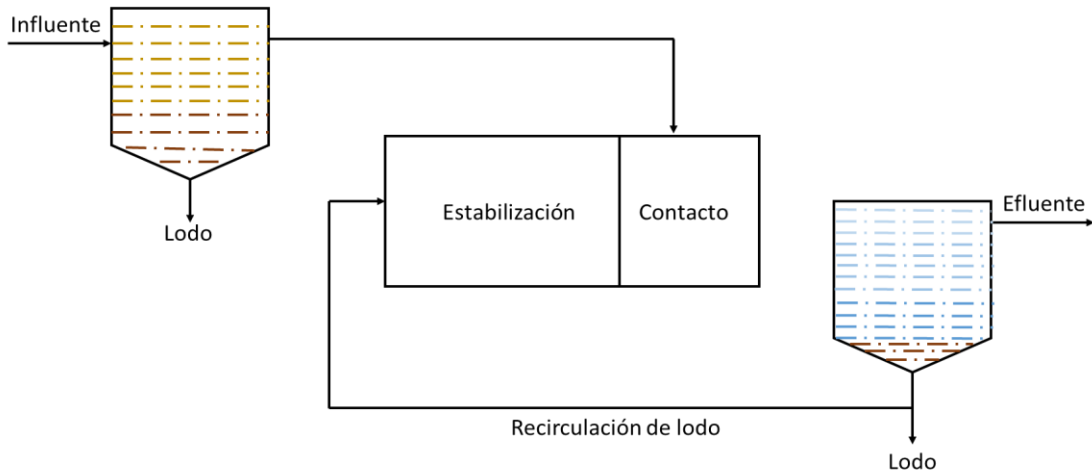 Influente
Lodo
Estabilización
Contacto
Efluente
Recirculación de lodo
Lodo